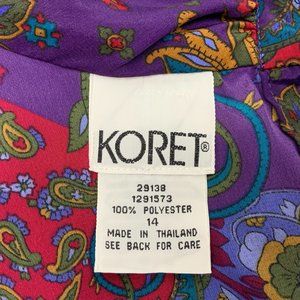 KORET®
29138
1291573
100% POLYESTER
14
MADE IN THAILAND
SEE BACK FOR CARE